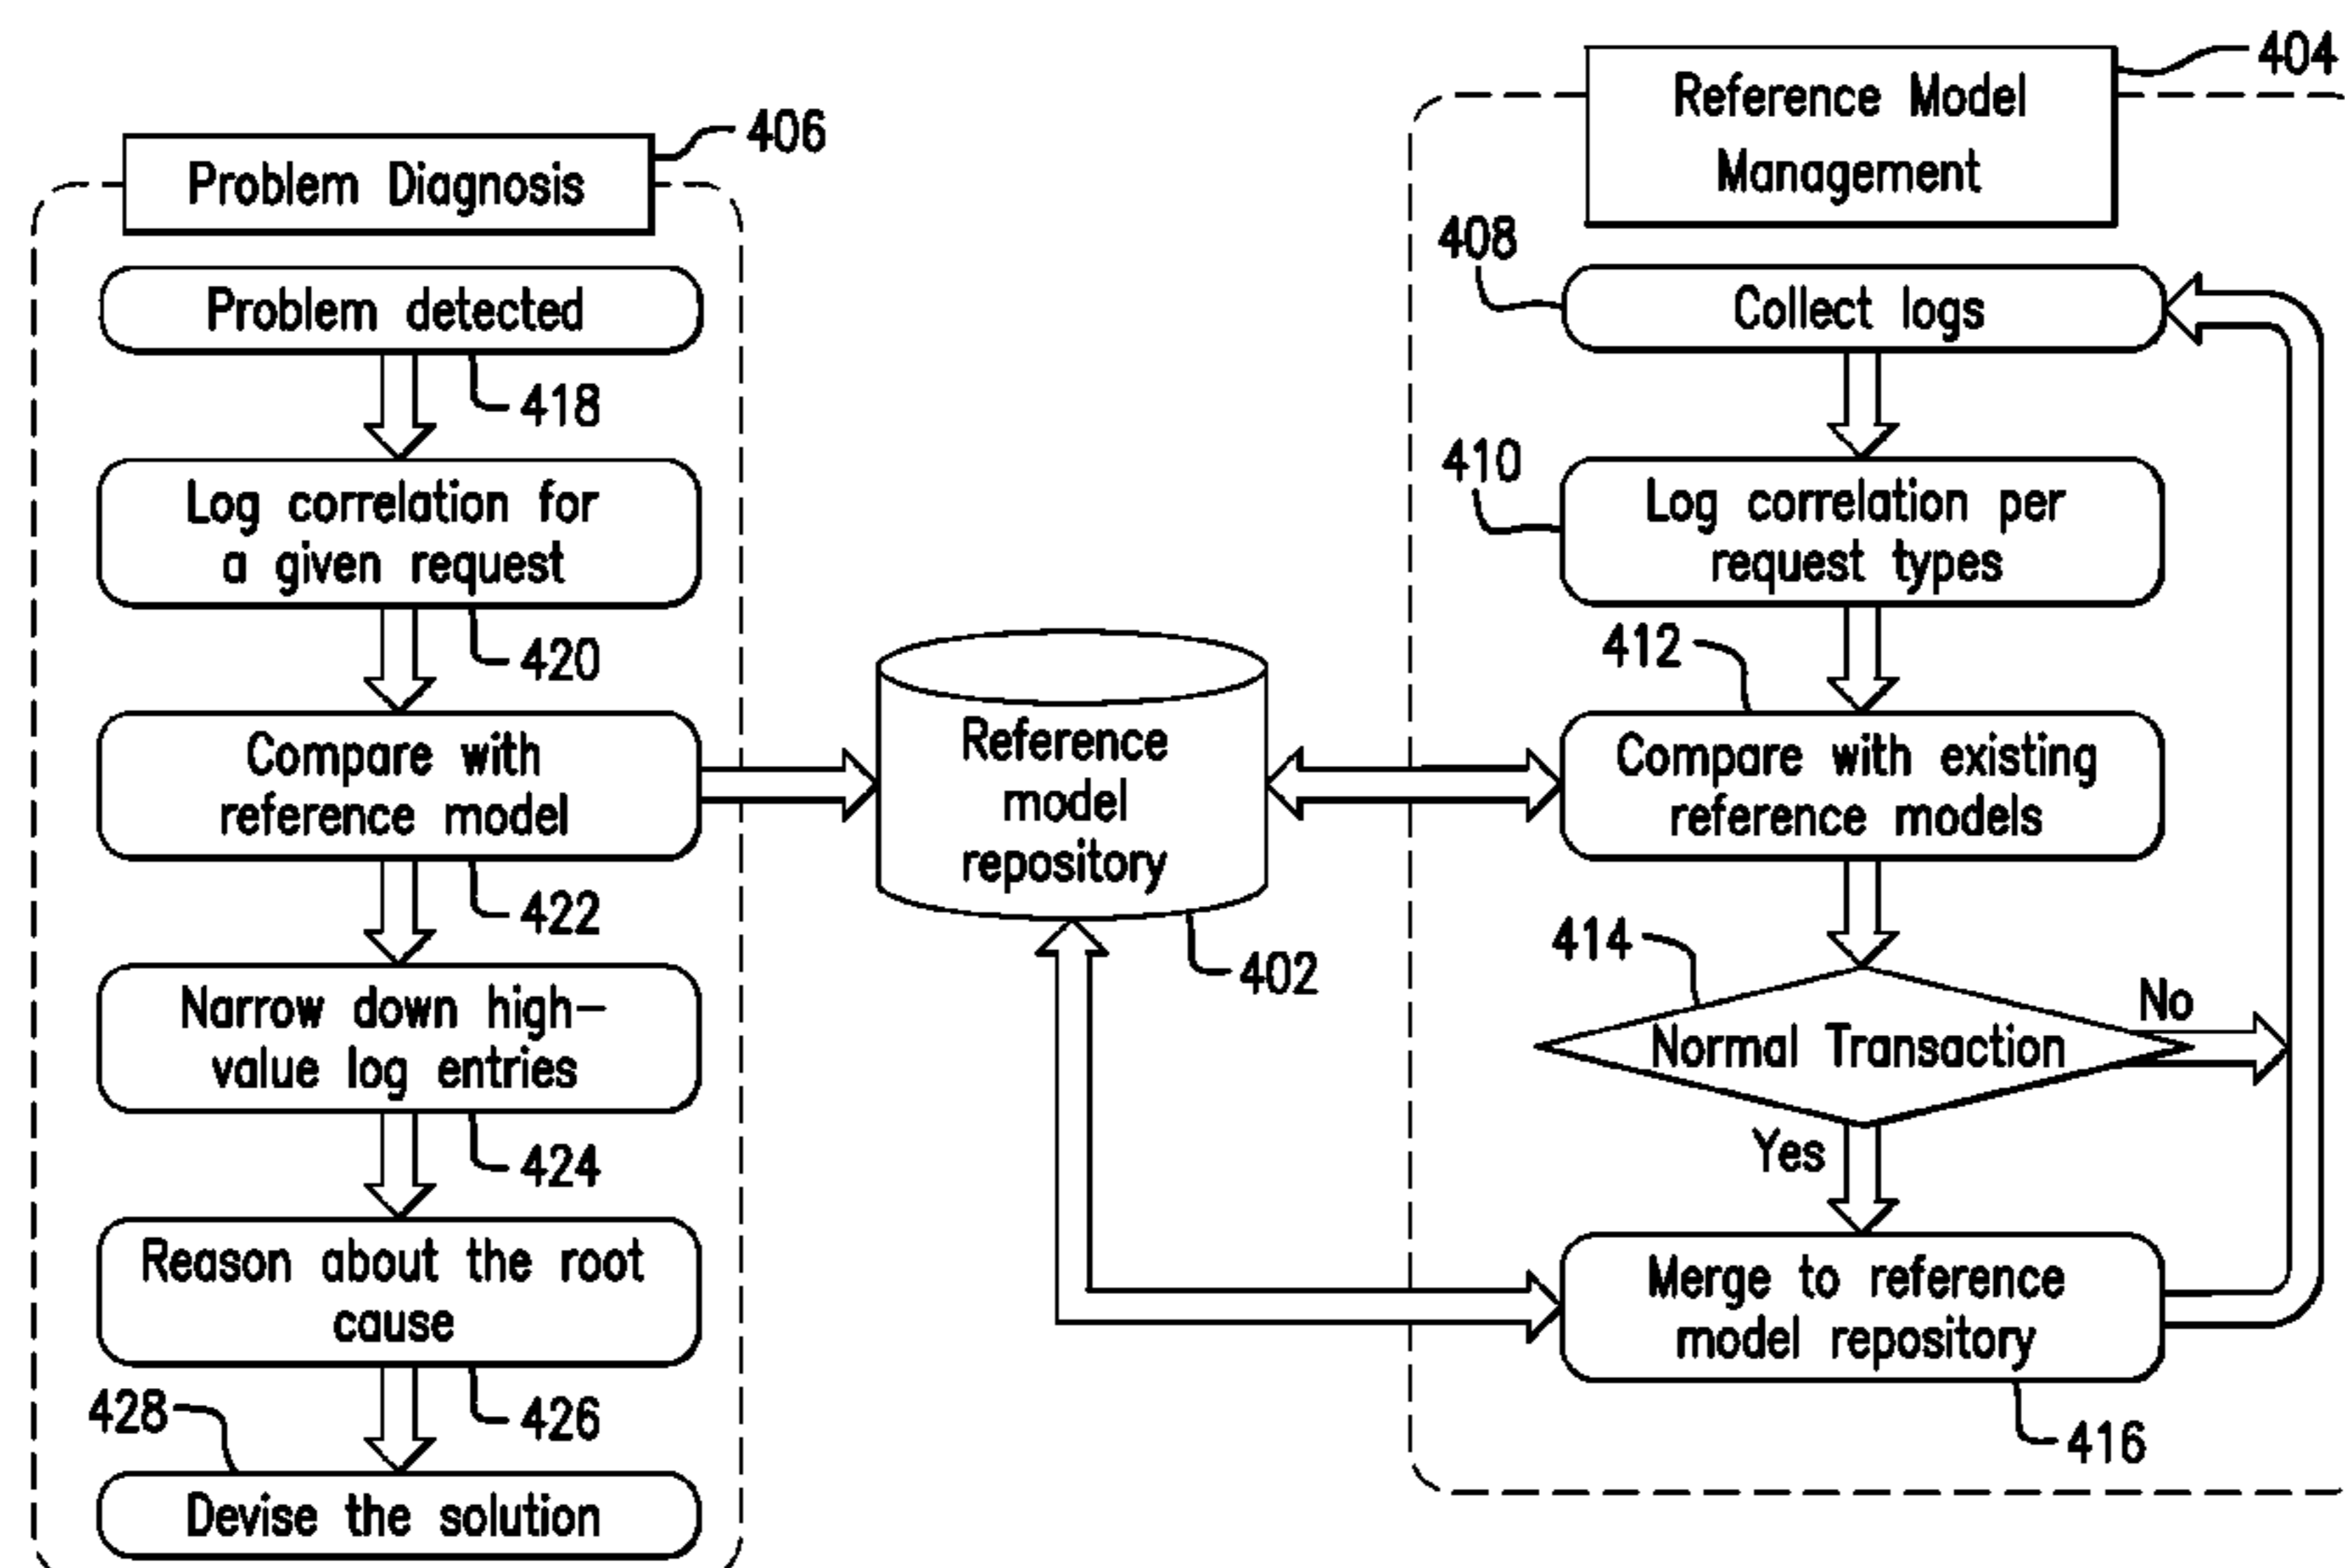 406
Problem Diagnosis
Problem detected
418
Log correlation for
a given request
420
Compare with
reference model
422
Narrow down high-
value log entries
424
Reason about the root
cause
426
428
Devise the solution
Reference
model
repository
402
404
Reference Model
Management
408
Collect logs
410
Log correlation per
request types
412
Compare with existing
reference models
414
Normal Transaction
No
Yes
Merge to reference
model repository
416